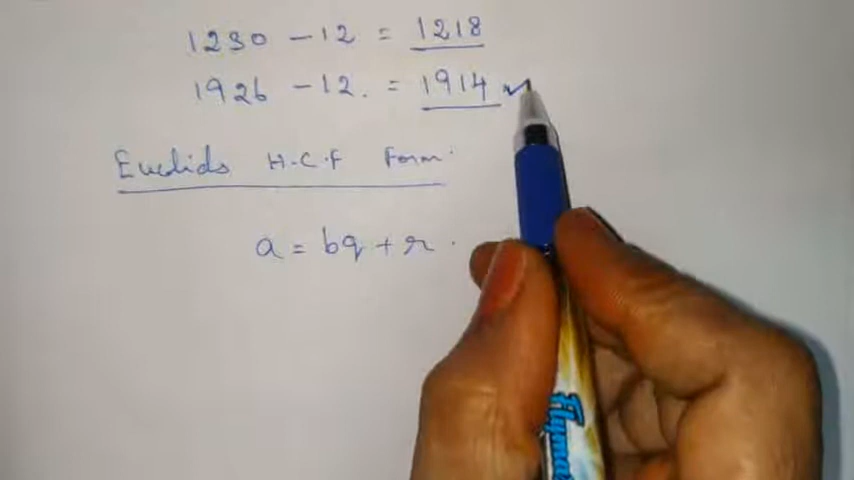 1230 - 12 = 1218
1926 - 12. = 1914
Euclids H.C.F Form.
a = bq + r.